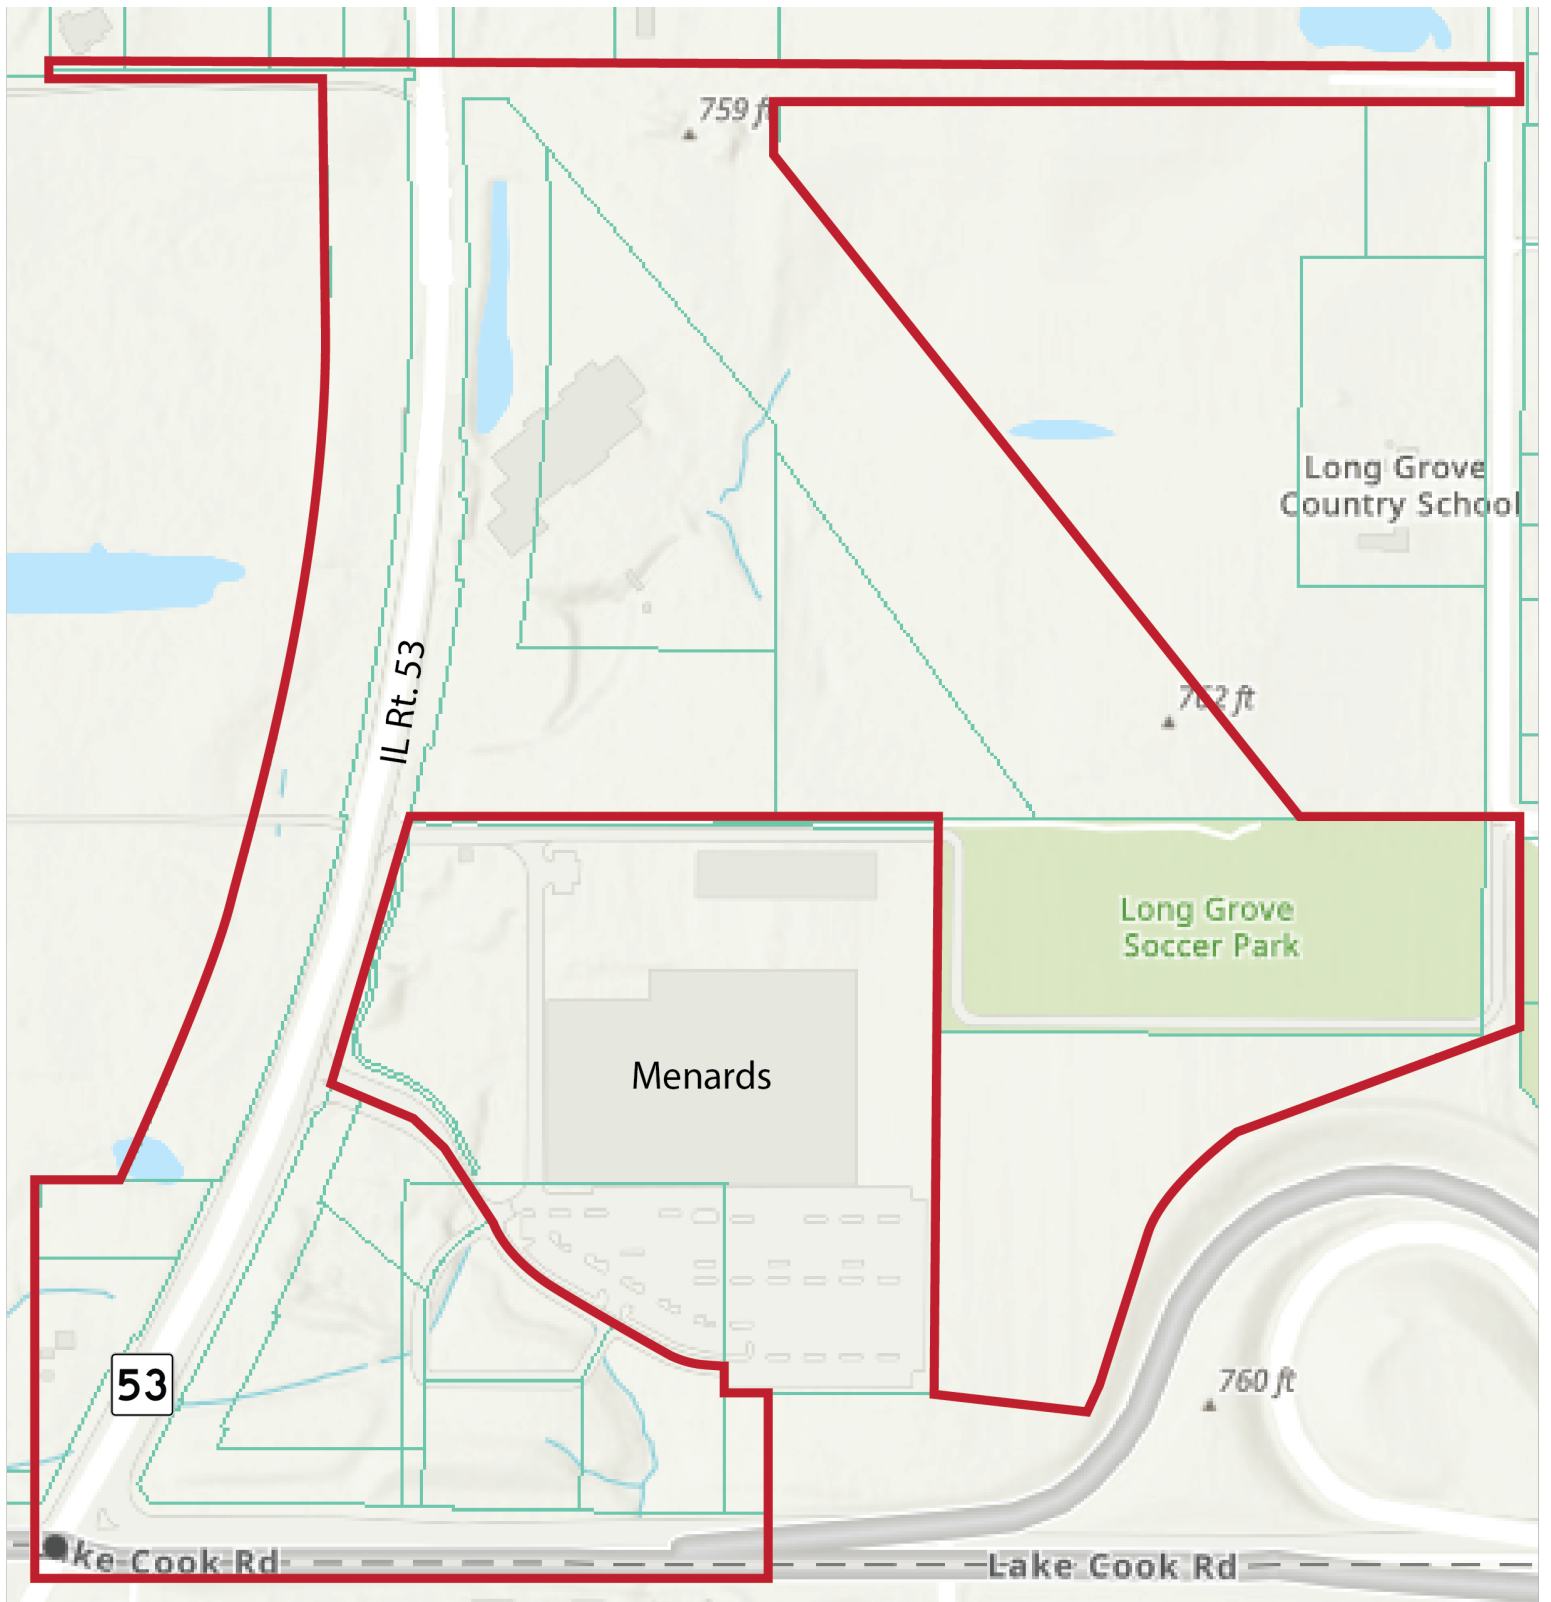 759 ft
Long Grove
Country School
IL Rt. 53
762 ft
Long Grove
Soccer Park
Menards
53
760 ft
ke Cook Rd
Lake Cook Rd